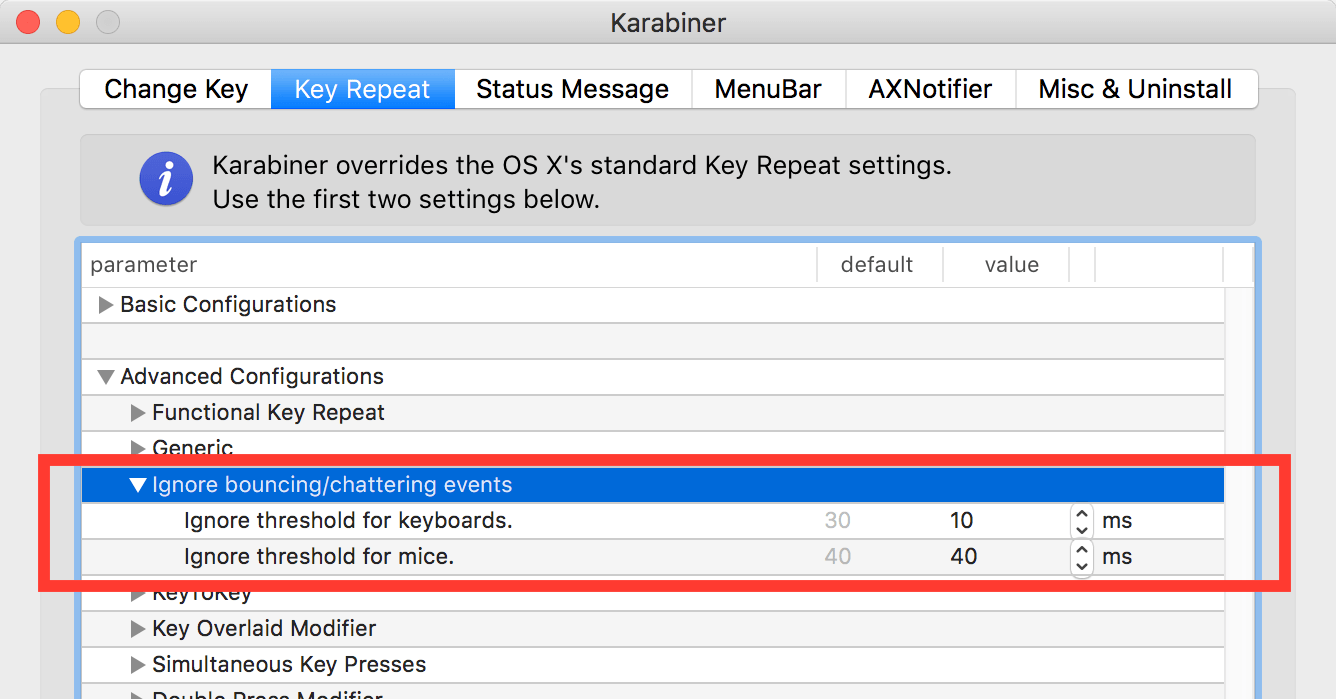 Karabiner
Change Key Key Repeat Status Message MenuBar AXNotifier Misc & Uninstall
Karabiner overrides the OS X's standard Key Repeat settings.
Use the first two settings below.
parameter default value
Basic Configurations
Advanced Configurations
Functional Key Repeat
Generic
Ignore bouncing/chattering events
Ignore threshold for keyboards. 30 10 ms
Ignore threshold for mice. 40 40 ms
KeyToKey
Key Overlaid Modifier
Simultaneous Key Presses
Double Press Modifier